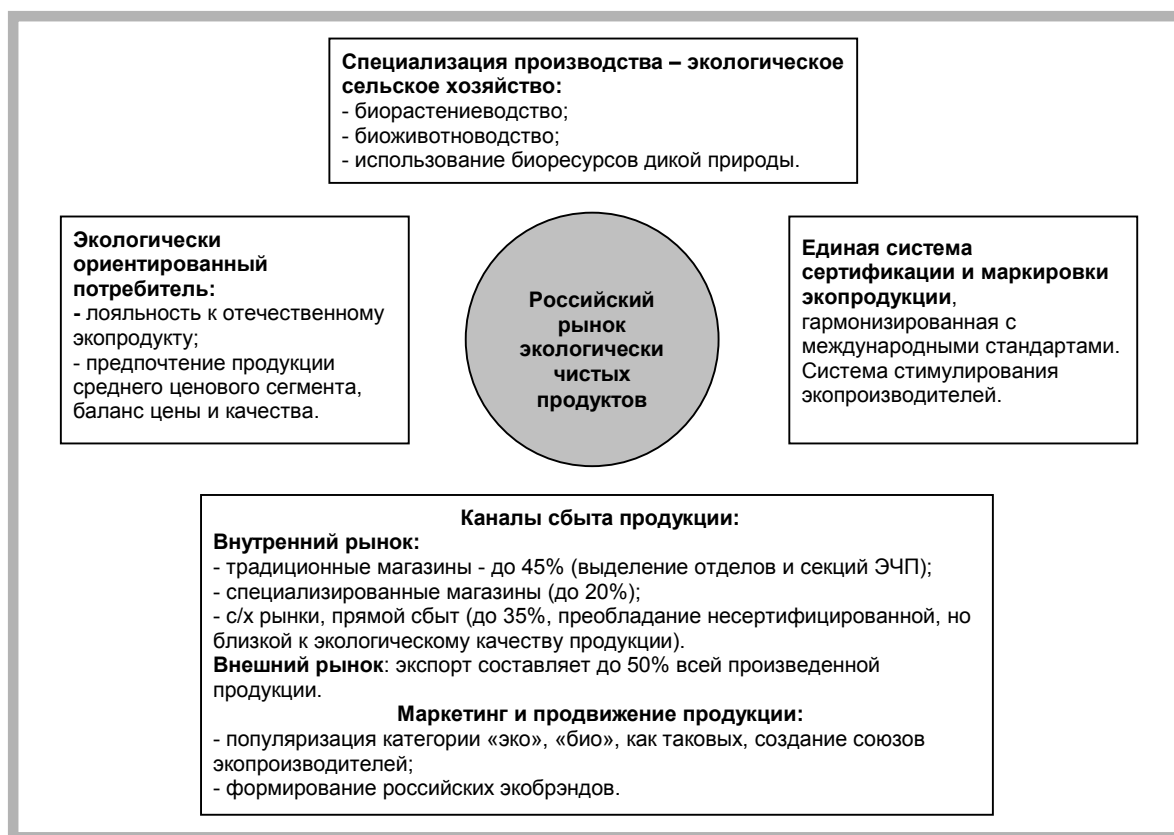 Специализация производства – экологическое
сельское хозяйство:
- биорастениеводство;
- биоживотноводство;
- использование биоресурсов дикой природы.
Экологически
ориентированный
потребитель:
- лояльность к отечественному
экопродукту;
- предпочтение продукции
среднего ценового сегмента,
баланс цены и качества.
Российский
рынок
экологически
чистых
продуктов
Единая система
сертификации и маркировки
экопродукции,
гармонизированная с
международными стандартами.
Система стимулирования
экопроизводителей.
Каналы сбыта продукции:
Внутренний рынок:
- традиционные магазины - до 45% (выделение отделов и секций ЭЧП);
- специализированные магазины (до 20%);
- с/х рынки, прямой сбыт (до 35%, преобладание несертифицированной, но
близкой к экологическому качеству продукции).
Внешний рынок: экспорт составляет до 50% всей произведенной
продукции.
Маркетинг и продвижение продукции:
- популяризация категории «эко», «био», как таковых, создание союзов
экопроизводителей;
- формирование российских экобрэндов.